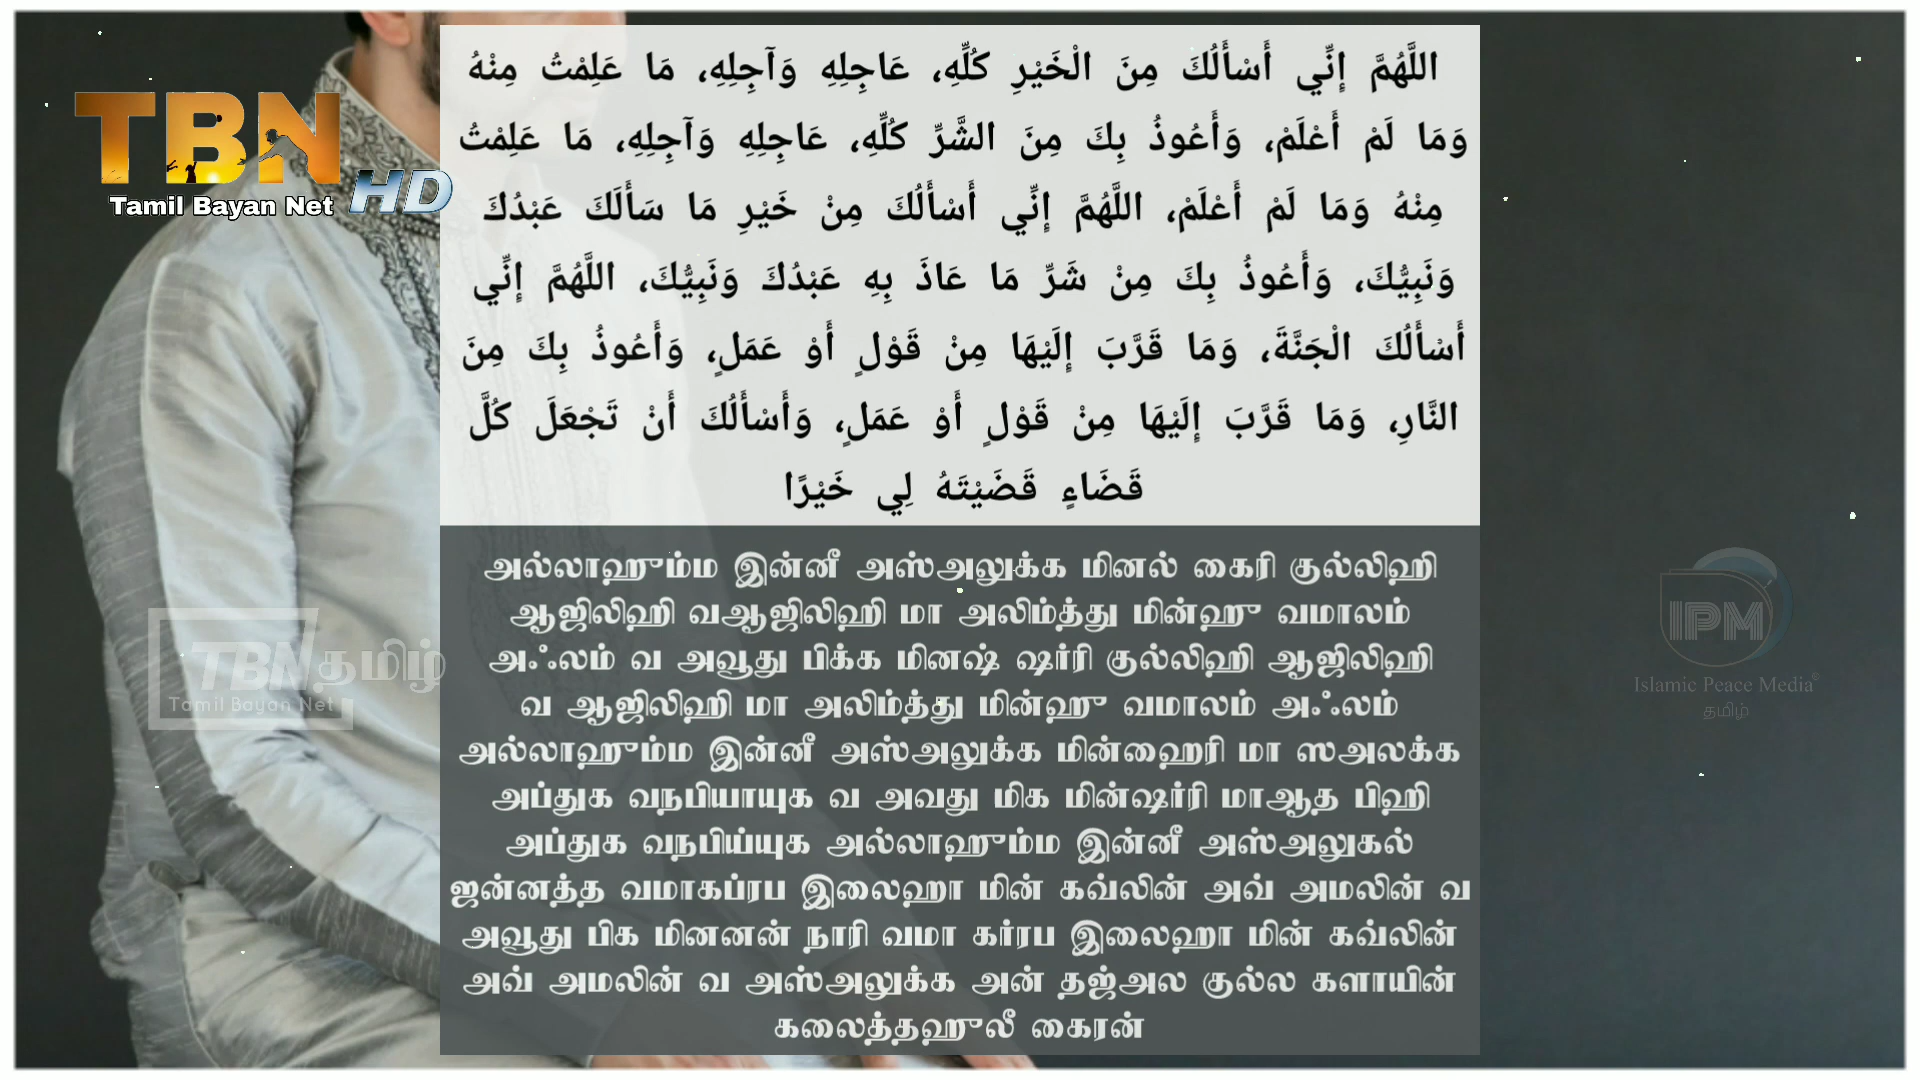 اللَّهُمَّ إِنِّي أَسْأَلُكَ مِنَ الْخَيْرِ كُلِّهِ، عَاجِلِهِ وَآجِلِهِ، مَا عَلِمْتُ مِنْهُ
وَمَا لَمْ أَعْلَمْ، وَأَعُوذُ بِكَ مِنَ الشَّرِّ كُلِّهِ، عَاجِلِهِ وَآجِلِهِ، مَا عَلِمْتُ
مِنْهُ وَمَا لَمْ أَعْلَمْ، اللَّهُمَّ إِنِّي أَسْأَلُكَ مِنْ خَيْرِ مَا سَأَلَكَ عَبْدُكَ
وَنَبِيُّكَ، وَأَعُوذُ بِكَ مِنْ شَرِّ مَا عَاذَ بِهِ عَبْدُكَ وَنَبِيُّكَ، اللَّهُمَّ إِنِّي
أَسْأَلُكَ الْجَنَّةَ، وَمَا قَرَّبَ إِلَيْهَا مِنْ قَوْلٍ أَوْ عَمَلٍ، وَأَعُوذُ بِكَ مِنَ
النَّارِ، وَمَا قَرَّبَ إِلَيْهَا مِنْ قَوْلٍ أَوْ عَمَلٍ، وَأَسْأَلُكَ أَنْ تَجْعَلَ كُلَّ
قَضَاءٍ قَضَيْتَهُ لِي خَيْرًا
TBN HD
Tamil Bayan Net
அல்லாஹும்ம இன்னீ அஸ்அலுக்க மினல் கைரி குல்லிஹி
ஆஜிலிஹி வஆஜிலிஹி மா அலிம்த்து மின்ஹு வமாலம்
அஃலம் வ அவூது பிக்க மினஷ் ஷர்ரி குல்லிஹி ஆஜிலிஹி
வ ஆஜிலிஹி மா அலிம்த்து மின்ஹு வமாலம் அஃலம்
அல்லாஹும்ம இன்னீ அஸ்அலுக்க மின்ஹைரி மா ஸஅலக்க
அப்துக வநபியாயுக வ அவது மிக மின்ஷர்ரி மாஆத பிஹி
அப்துக வநபிய்யுக அல்லாஹும்ம இன்னீ அஸ்அலுகல்
ஜன்னத்த வமாகப்ரப இலைஹா மின் கவ்லின் அவ் அமலின் வ
அவூது பிக மினனன் நாரி வமா கர்ரப இலைஹா மின் கவ்லின்
அவ் அமலின் வ அஸ்அலுக்க அன் தஜ்அல குல்ல களாயின்
கலைத்தஹுலீ கைரன்
TBN தமிழ்
Tamil Bayan Net
IPM
Islamic Peace Media©
தமிழ்